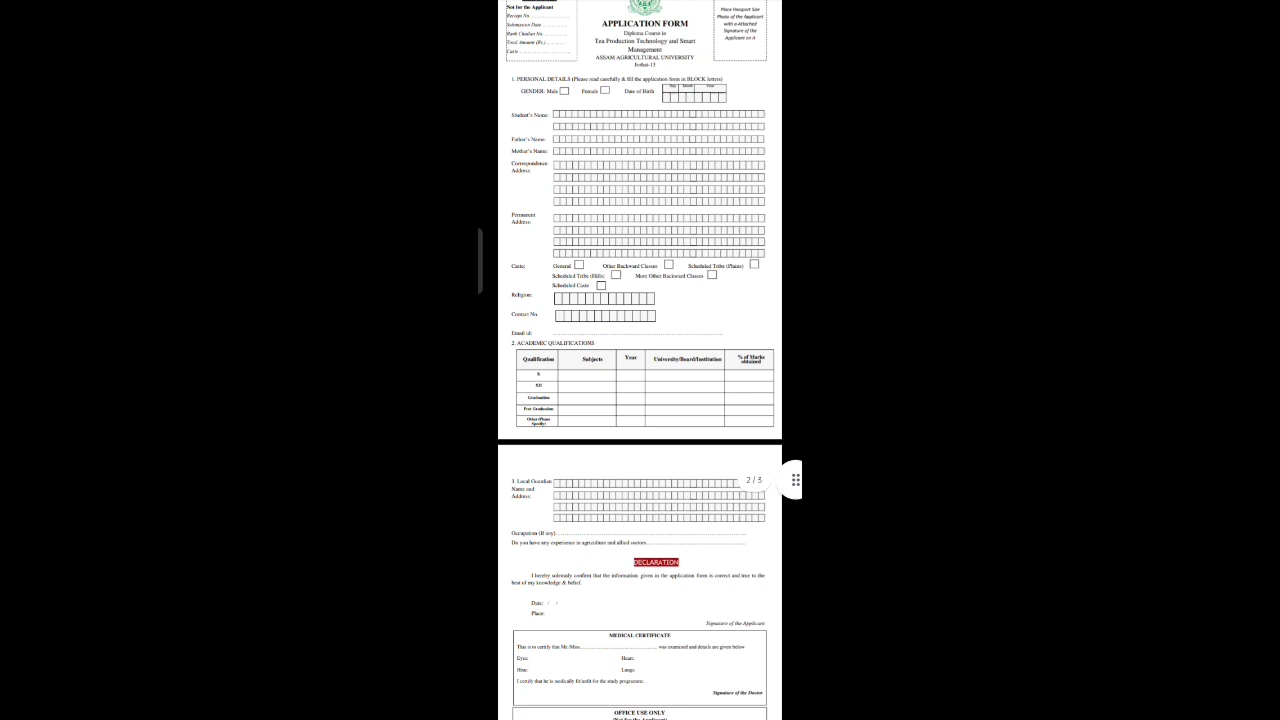 Not for the Applicant
Receipt No. ......................
Submission Date ..............
Bank Challan No. ..............
Total Amount (Rs.)............
Caste..............................
APPLICATION FORM
Diploma Course in
Tea Production Technology and Smart
Management
ASSAM AGRICULTURAL UNIVERSITY
Jorhat-13
Place Passport Size
Photo of the Applicant
with a Attached
Signature of the
Applicant on it
1. PERSONAL DETAILS (Please read carefully & fill the application form in BLOCK letters)
GENDER: Male Female Date of Birth Day Month Year
Student's Name:
Father's Name:
Mother's Name:
Correspondence
Address:
Permanent
Address:
Caste: General Other Backward Classes Scheduled Tribe (Plains)
Scheduled Tribe (Hills) More Other Backward Classes
Scheduled Caste
Religion:
Contact No.
Email id: ..........................................................................
2. ACADEMIC QUALIFICATIONS
Qualification Subjects Year University/Board/Institution % of Marks obtained
X
XII
Graduation
Post Graduation
Other (Please
Specify)
3. Local Guardian
Name and
Address:
2 / 3
Occupation (If any)..........................................................................
Do you have any experience in agriculture and allied sectors........................................
DECLARATION
I hereby solemnly confirm that the information given in the application form is correct and true to the
best of my knowledge & belief.
Date: / /
Place:
Signature of the Applicant
MEDICAL CERTIFICATE
This is to certify that Mr./Miss........................................ was examined and details are given below
Eyes: Heart:
Hear: Lungs:
I certify that he is medically fit/unfit for the study programme.
Signature of the Doctor
OFFICE USE ONLY
(Not for the Applicant)